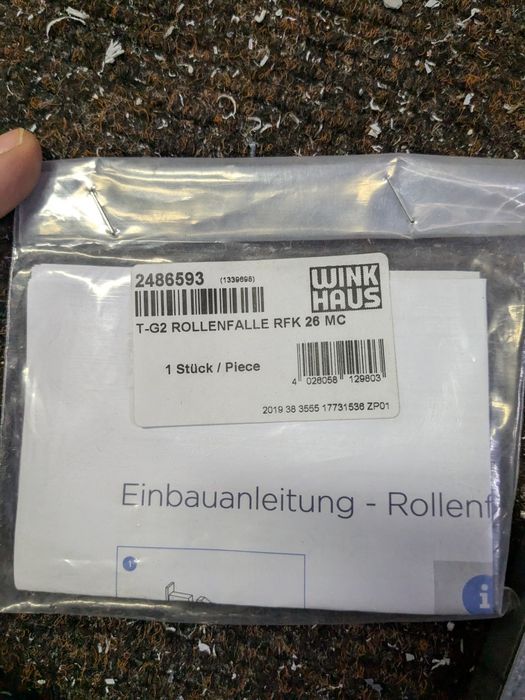 2486593 (1339698)
WINK
HAUS
T-G2 ROLLENFALLE RFK 26 MC
1 Stück / Piece
4 026058 129803
2019 38 3555 17731536 ZP01
Einbauanleitung - Rollenf
1
i